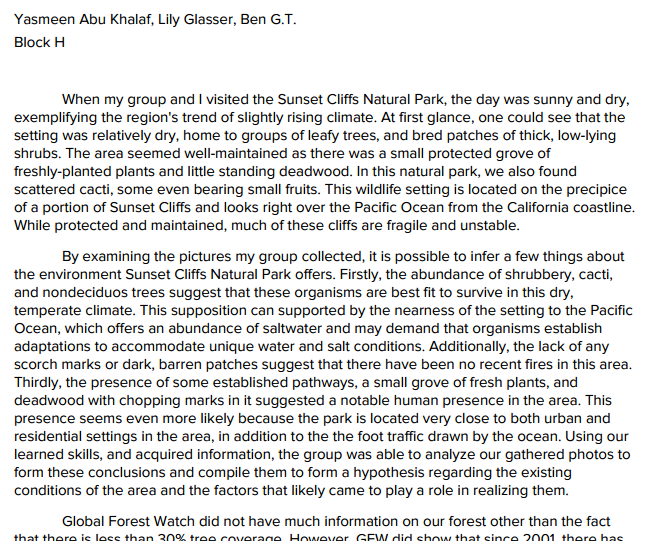 Yasmeen Abu Khalaf, Lily Glasser, Ben G.T.
Block H
When my group and I visited the Sunset Cliffs Natural Park, the day was sunny and dry,
exemplifying the region's trend of slightly rising climate. At first glance, one could see that the
setting was relatively dry, home to groups of leafy trees, and bred patches of thick, low-lying
shrubs. The area seemed well-maintained as there was a small protected grove of
freshly-planted plants and little standing deadwood. In this natural park, we also found
scattered cacti, some even bearing small fruits. This wildlife setting is located on the precipice
of a portion of Sunset Cliffs and looks right over the Pacific Ocean from the California coastline.
While protected and maintained, much of these cliffs are fragile and unstable.
By examining the pictures my group collected, it is possible to infer a few things about
the environment Sunset Cliffs Natural Park offers. Firstly, the abundance of shrubbery, cacti,
and nondeciduos trees suggest that these organisms are best fit to survive in this dry,
temperate climate. This supposition can supported by the nearness of the setting to the Pacific
Ocean, which offers an abundance of saltwater and may demand that organisms establish
adaptations to accommodate unique water and salt conditions. Additionally, the lack of any
scorch marks or dark, barren patches suggest that there have been no recent fires in this area.
Thirdly, the presence of some established pathways, a small grove of fresh plants, and
deadwood with chopping marks in it suggested a notable human presence in the area. This
presence seems even more likely because the park is located very close to both urban and
residential settings in the area, in addition to the the foot traffic drawn by the ocean. Using our
learned skills, and acquired information, the group was able to analyze our gathered photos to
form these conclusions and compile them to form a hypothesis regarding the existing
conditions of the area and the factors that likely came to play a role in realizing them.
Global Forest Watch did not have much information on our forest other than the fact
that there is less than 30% tree coverage. However, GFW did show that since 2001, there has